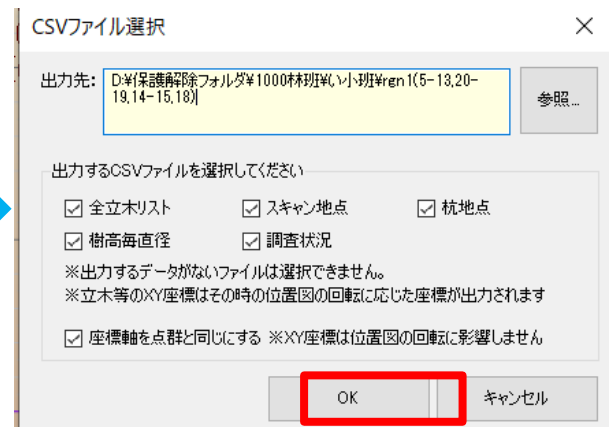 CSVファイル選択
出力先: D:¥保護解除フォルダ¥1000林班¥い小班¥rgn1(5-13,20-
19,14-15,18)
参照...
出力するCSVファイルを選択してください
全立木リスト スキャン地点 杭地点
樹高毎直径 調査状況
※出力するデータがないファイルは選択できません。
※立木等のXY座標はその時の位置図の回転に応じた座標が出力されます
座標軸を点群と同じにする ※XY座標は位置図の回転に影響しません
OK キャンセル